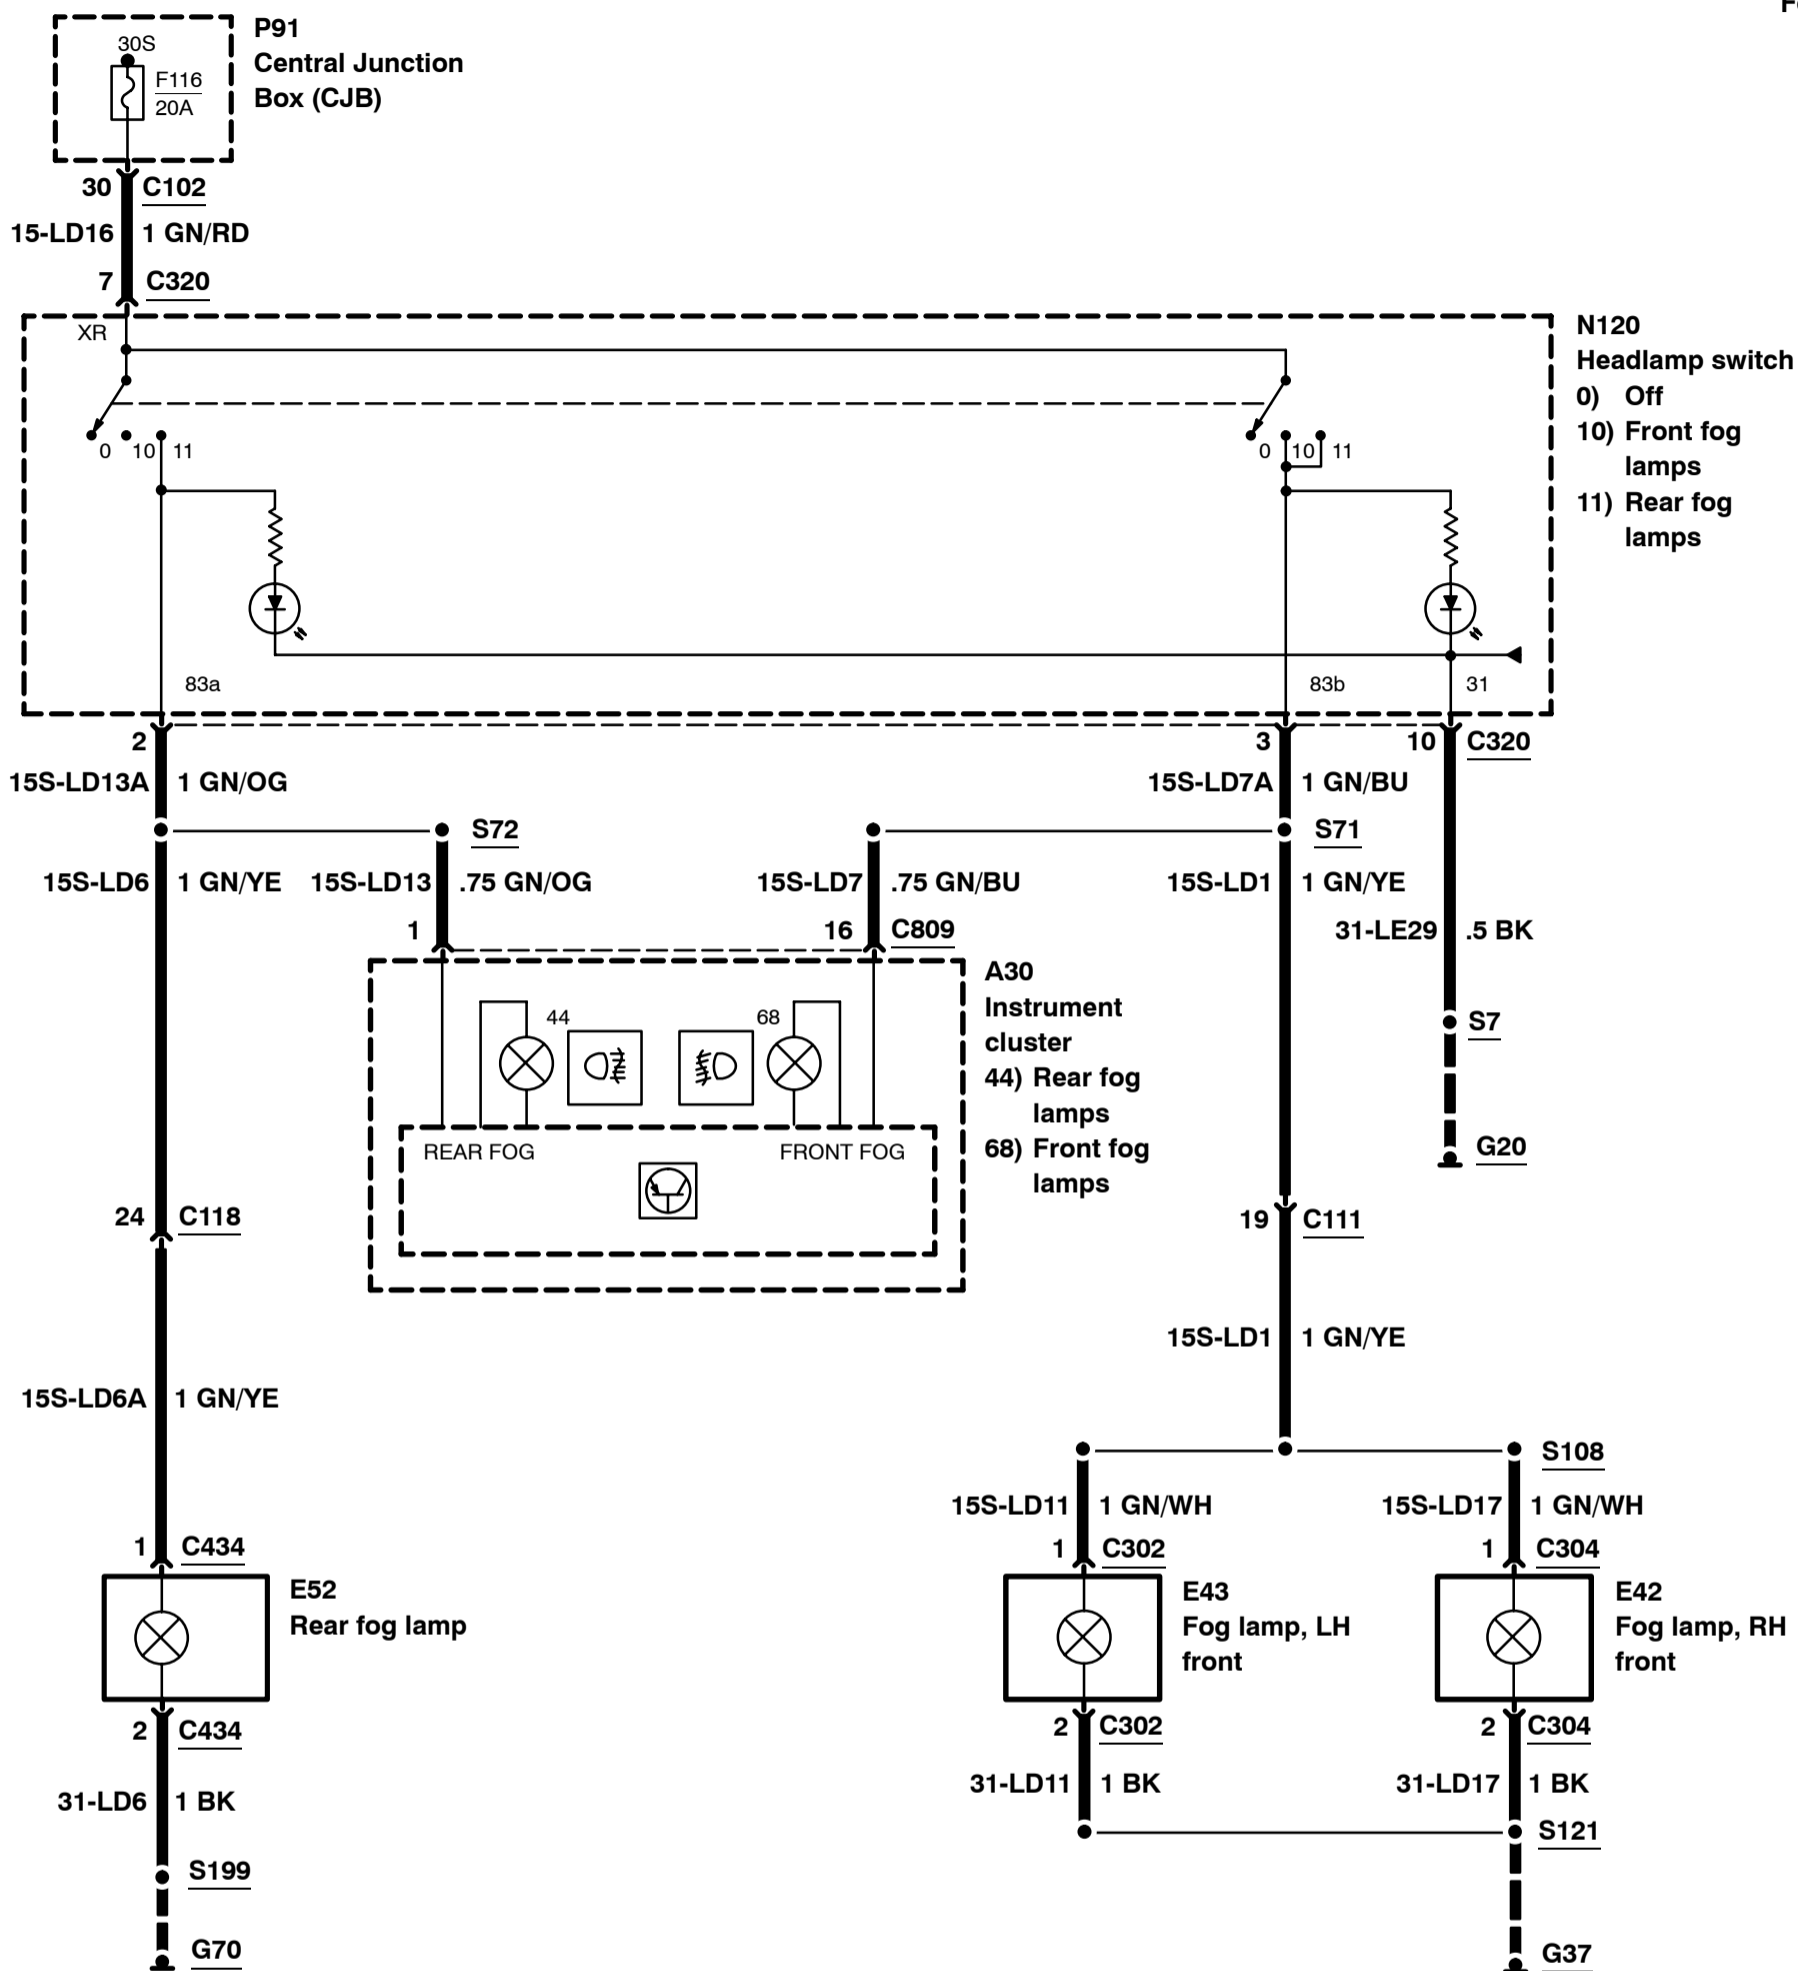 P91
Central Junction
Box (CJB)
30S
F116
20A
30 C102
15-LD16 1 GN/RD
7 C320
XR
N120
Headlamp switch
0) Off
10) Front fog
lamps
11) Rear fog
lamps
0 10 11
0 10 11
83a
83b
31
2
3
10 C320
15S-LD13A 1 GN/OG
15S-LD7A 1 GN/BU
S72
S71
15S-LD6 1 GN/YE
15S-LD13 .75 GN/OG
15S-LD7 .75 GN/BU
15S-LD1 1 GN/YE
1
16 C809
31-LE29 .5 BK
A30
Instrument
cluster
44) Rear fog
lamps
68) Front fog
lamps
44
68
REAR FOG
FRONT FOG
S7
G20
24 C118
19 C111
15S-LD1 1 GN/YE
15S-LD6A 1 GN/YE
S108
15S-LD11 1 GN/WH
15S-LD17 1 GN/WH
1 C434
1 C302
1 C304
E52
Rear fog lamp
E43
Fog lamp, LH
front
E42
Fog lamp, RH
front
2 C434
2 C302
2 C304
31-LD6 1 BK
31-LD11 1 BK
31-LD17 1 BK
S199
S121
G70
G37